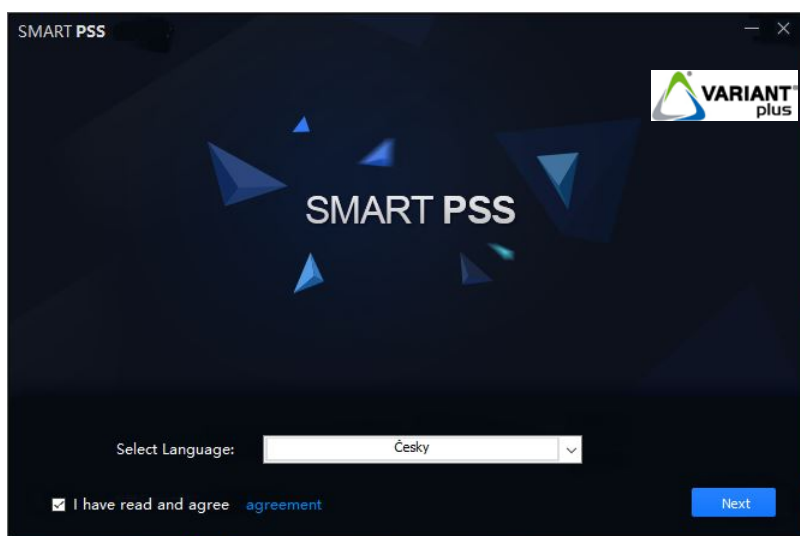 SMART PSS
VARIANT
plus
SMART PSS
Select Language: Česky
I have read and agree agreement
Next